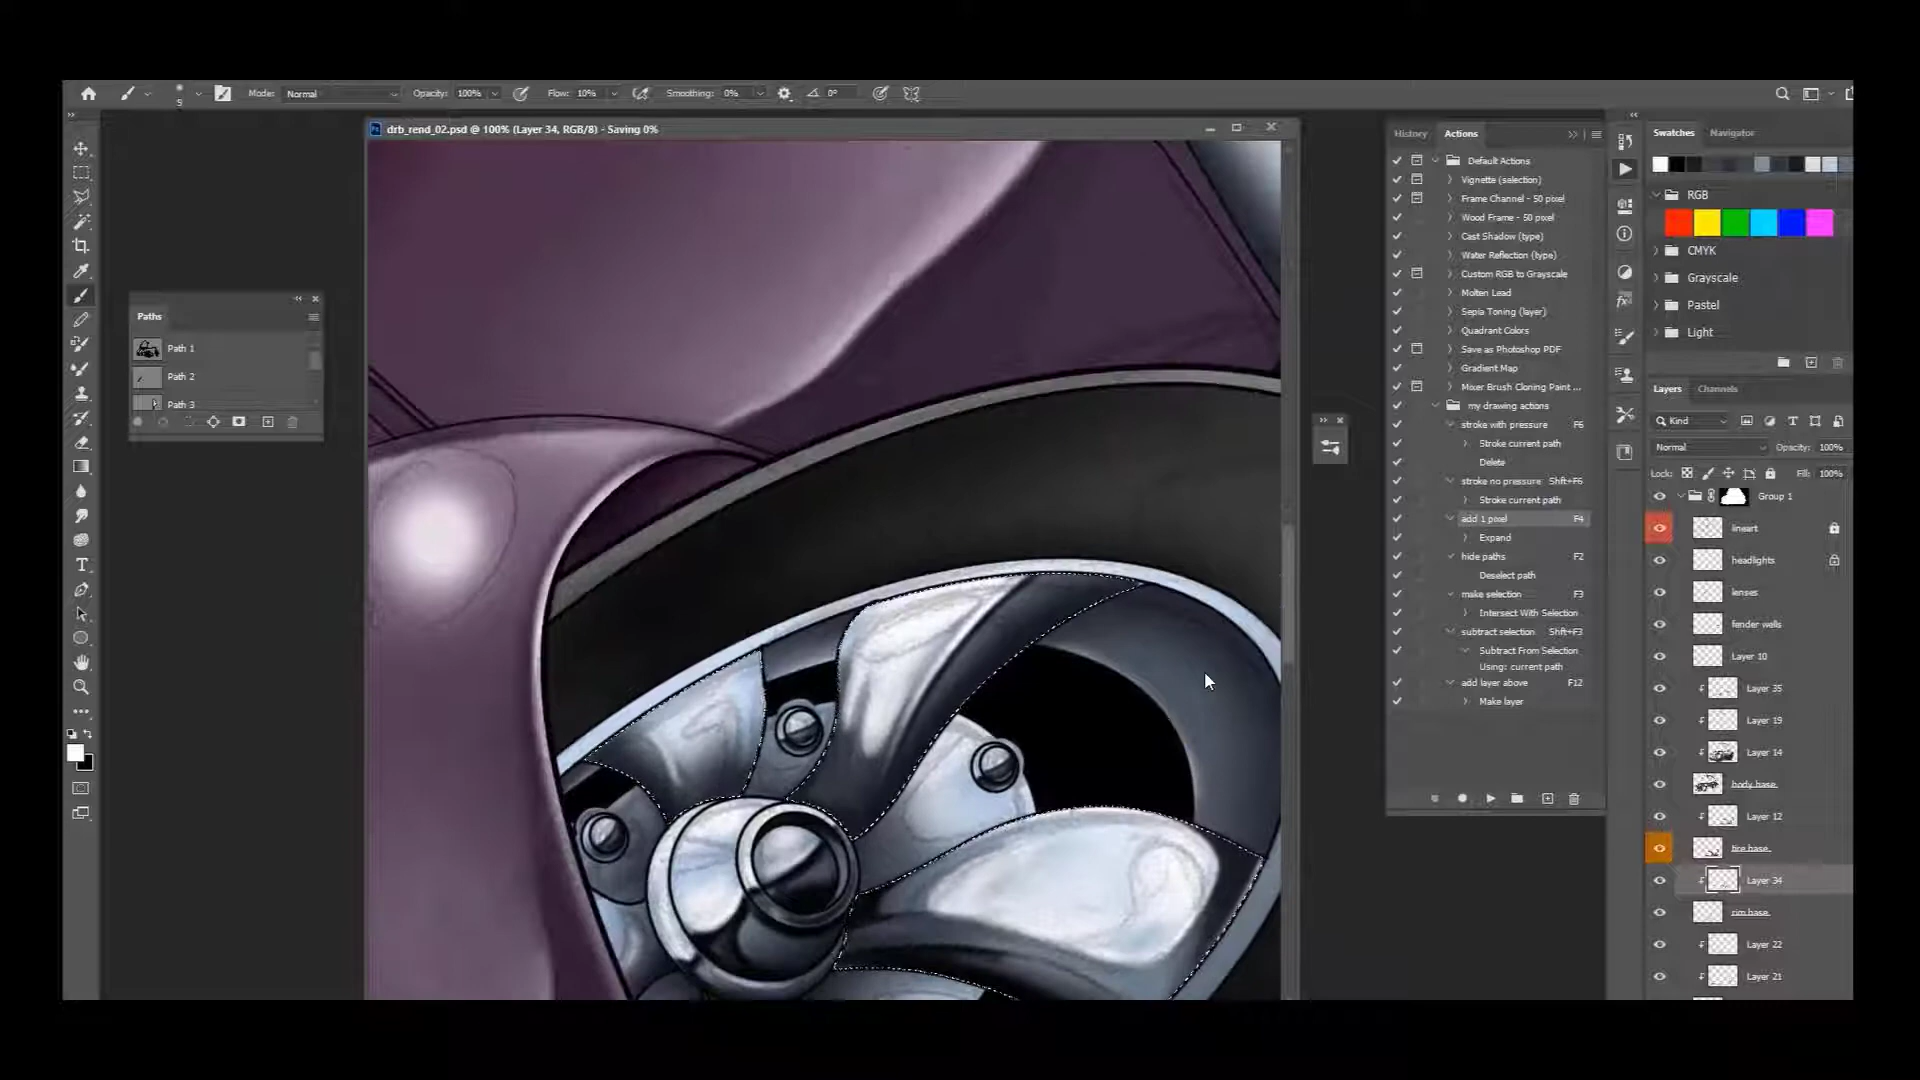 Mode: Normal Opacity: 100% Flow: 10% Smoothing: 0% 0°
9
drb_rend_02.psd @ 100% (Layer 34, RGB/8) - Saving 0%
Paths
Path 1
Path 2
Path 3
History Actions
Default Actions
Vignette (selection)
Frame Channel - 50 pixel
Wood Frame - 50 pixel
Cast Shadow (type)
Water Reflection (type)
Custom RGB to Grayscale
Molten Lead
Sepia Toning (layer)
Quadrant Colors
Save as Photoshop PDF
Gradient Map
Mixer Brush Cloning Paint ...
my drawing actions
stroke with pressure F6
Stroke current path
Delete
stroke no pressure Shft+F6
Stroke current path
add 1 pixel F4
Expand
hide paths F2
Deselect path
make selection F3
Intersect With Selection
subtract selection Shft+F3
Subtract From Selection
Using: current path
add layer above F12
Make layer
Swatches Navigator
RGB
CMYK
Grayscale
Pastel
Light
Layers Channels
Kind
Normal Opacity: 100%
Lock: Fill: 100%
Group 1
lineart
headlights
lenses
fender wells
Layer 10
Layer 35
Layer 19
Layer 14
body base
Layer 12
tire base
Layer 34
rim base
Layer 22
Layer 21